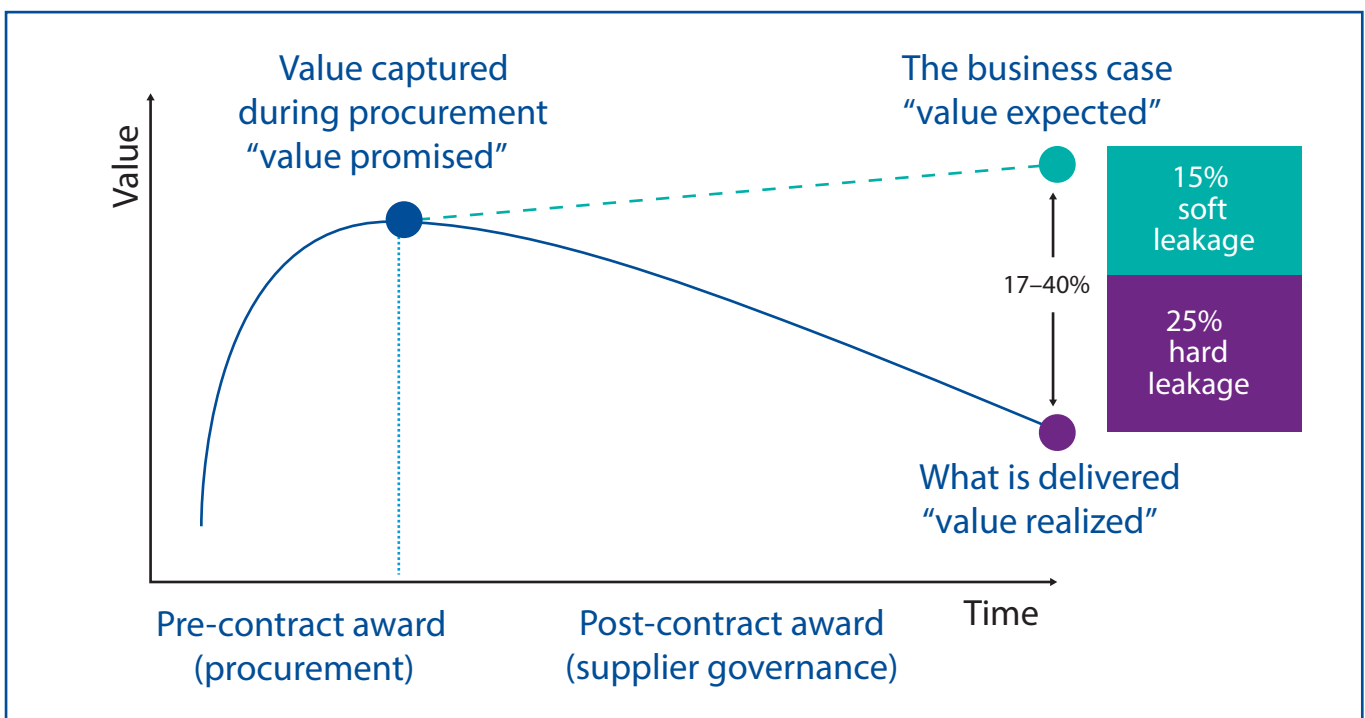 Value captured
during procurement
“value promised”
The business case
“value expected”
Value
15%
soft
leakage
17–40%
25%
hard
leakage
What is delivered
“value realized”
Time
Pre-contract award
(procurement)
Post-contract award
(supplier governance)